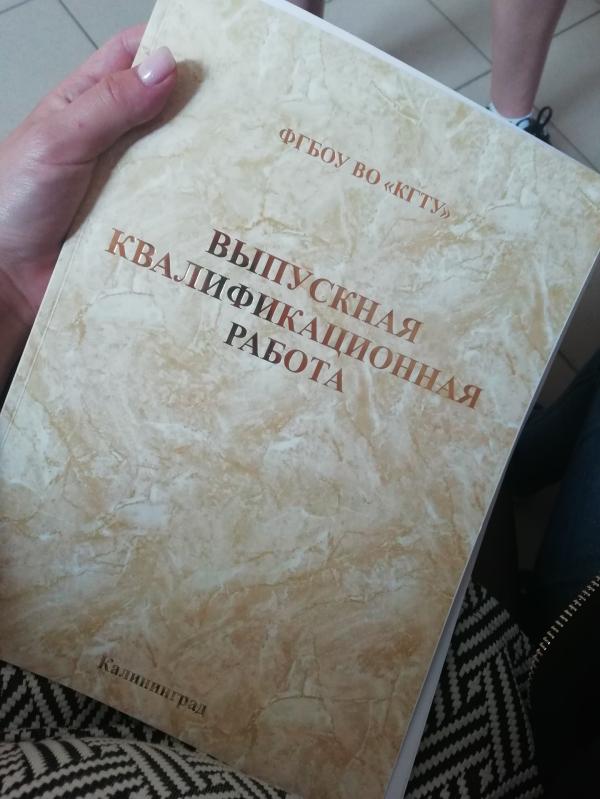 ФГБОУ ВО «КГТУ»
ВЫПУСКНАЯ
КВАЛИФИКАЦИОННАЯ
РАБОТА
Калининград